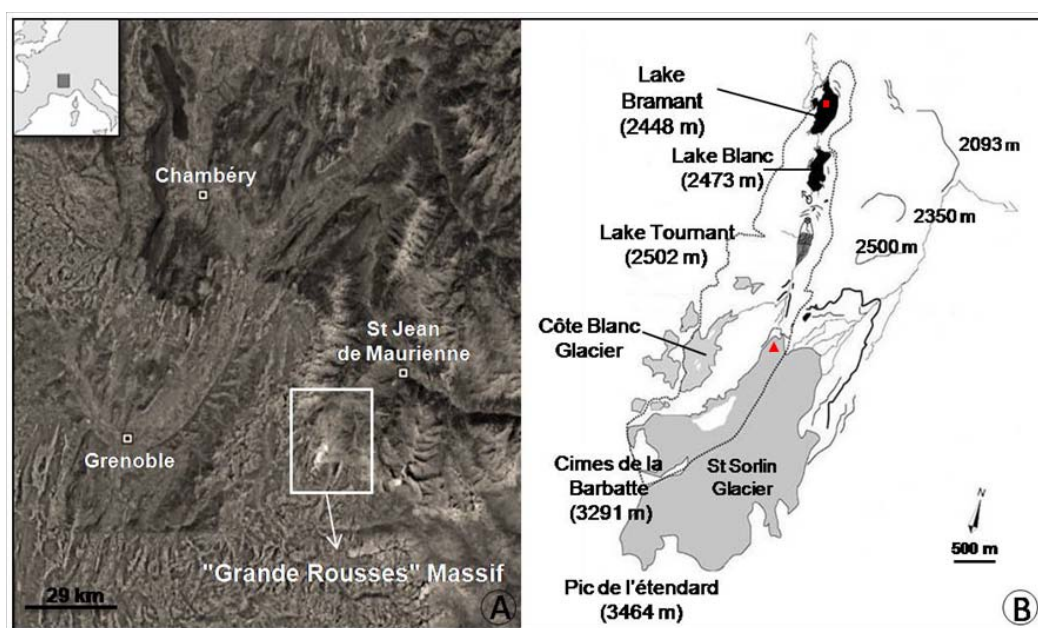 Chambéry
St Jean
de Maurienne
Grenoble
"Grande Rousses" Massif
29 km
A
Lake
Bramant
(2448 m)
Lake Blanc
(2473 m)
Lake Tournant
(2502 m)
Côte Blanc
Glacier
Cimes de la
Barbatte
(3291 m)
St Sorlin
Glacier
Pic de l'étendard
(3464 m)
2093 m
2350 m
2500 m
N
500 m
B